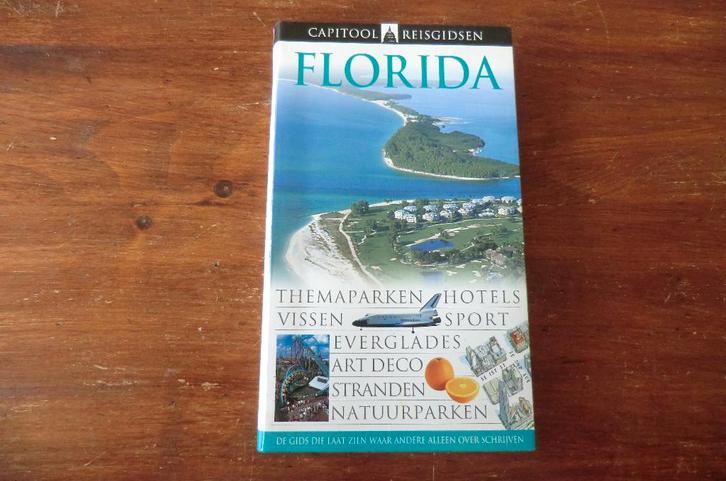 CAPITOOL REISGIDSEN
FLORIDA
THEMAPARKEN HOTELS
VISSEN SPORT
EVERGLADES
ART DECO
STRANDEN
NATUURPARKEN
DE GIDS DIE LAAT ZIEN WAAR ANDERE ALLEEN OVER SCHRIJVEN